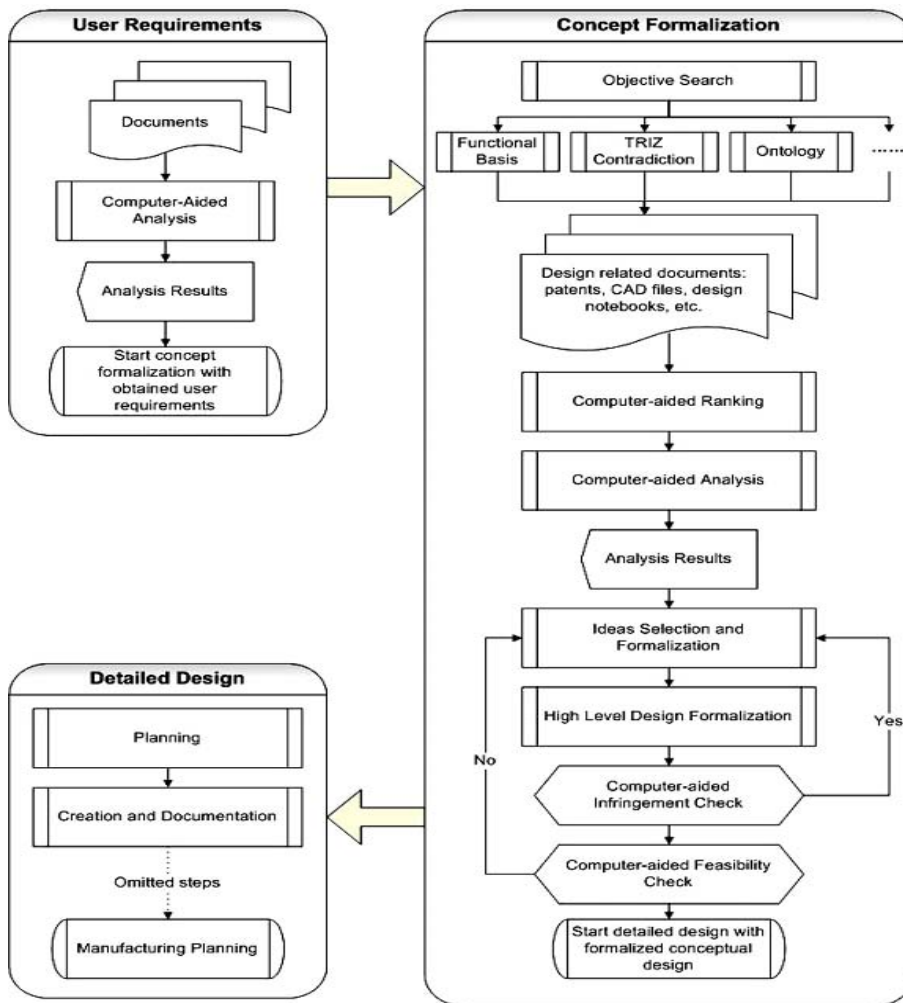 User Requirements
Documents
Computer-Aided
Analysis
Analysis Results
Start concept
formalization with
obtained user
requirements
Concept Formalization
Objective Search
Functional
Basis
TRIZ
Contradiction
Ontology
......
Design related documents:
patents, CAD files, design
notebooks, etc.
Computer-aided Ranking
Computer-aided Analysis
Analysis Results
Ideas Selection and
Formalization
High Level Design Formalization
Yes
No
Computer-aided
Infringement Check
Computer-aided Feasibility
Check
Start detailed design with
formalized conceptual
design
Detailed Design
Planning
Creation and Documentation
Omitted steps
Manufacturing Planning